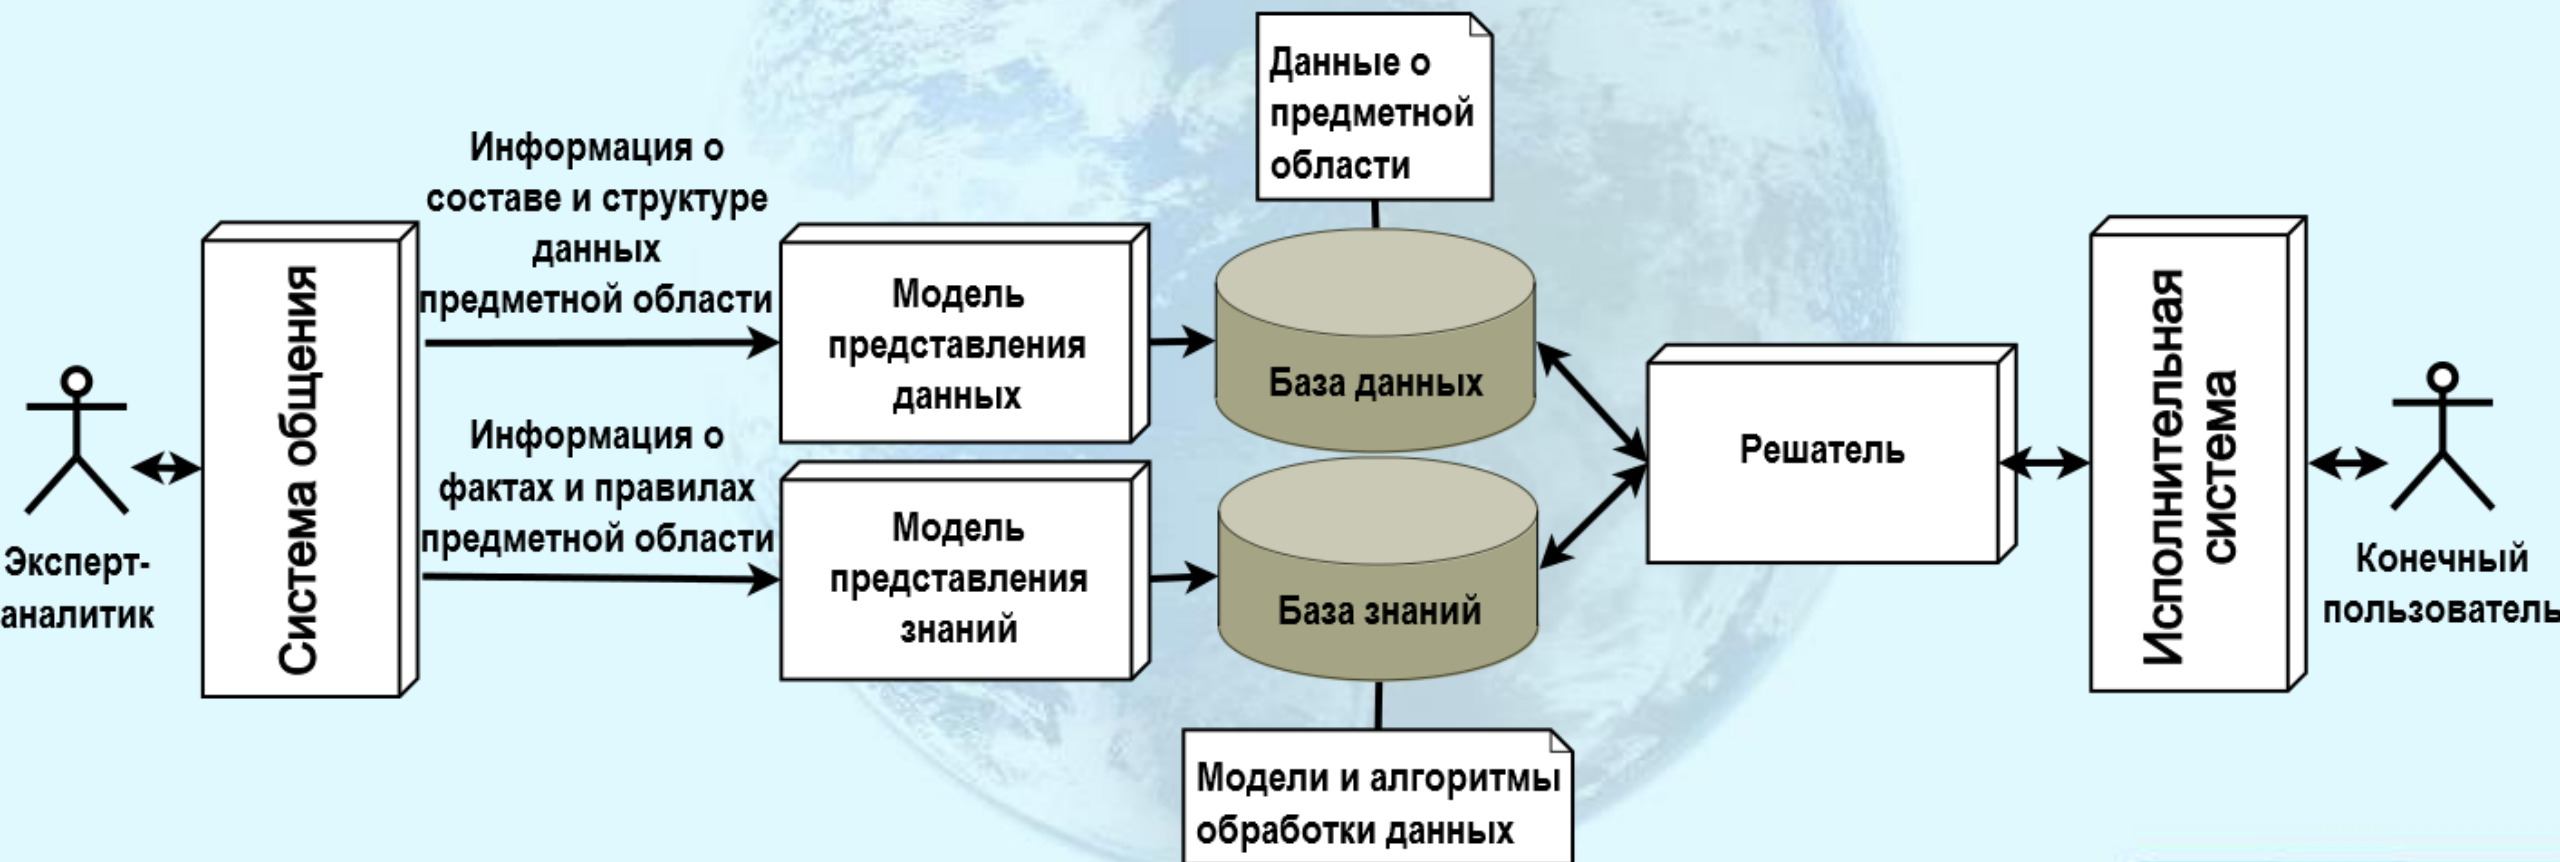 Данные о
предметной
области
Информация о
составе и структуре
данных
предметной области
Информация о
фактах и правилах
предметной области
Эксперт-
аналитик
Система общения
Модель
представления
данных
Модель
представления
знаний
База данных
База знаний
Модели и алгоритмы
обработки данных
Решатель
Исполнительная
система
Конечный
пользователь